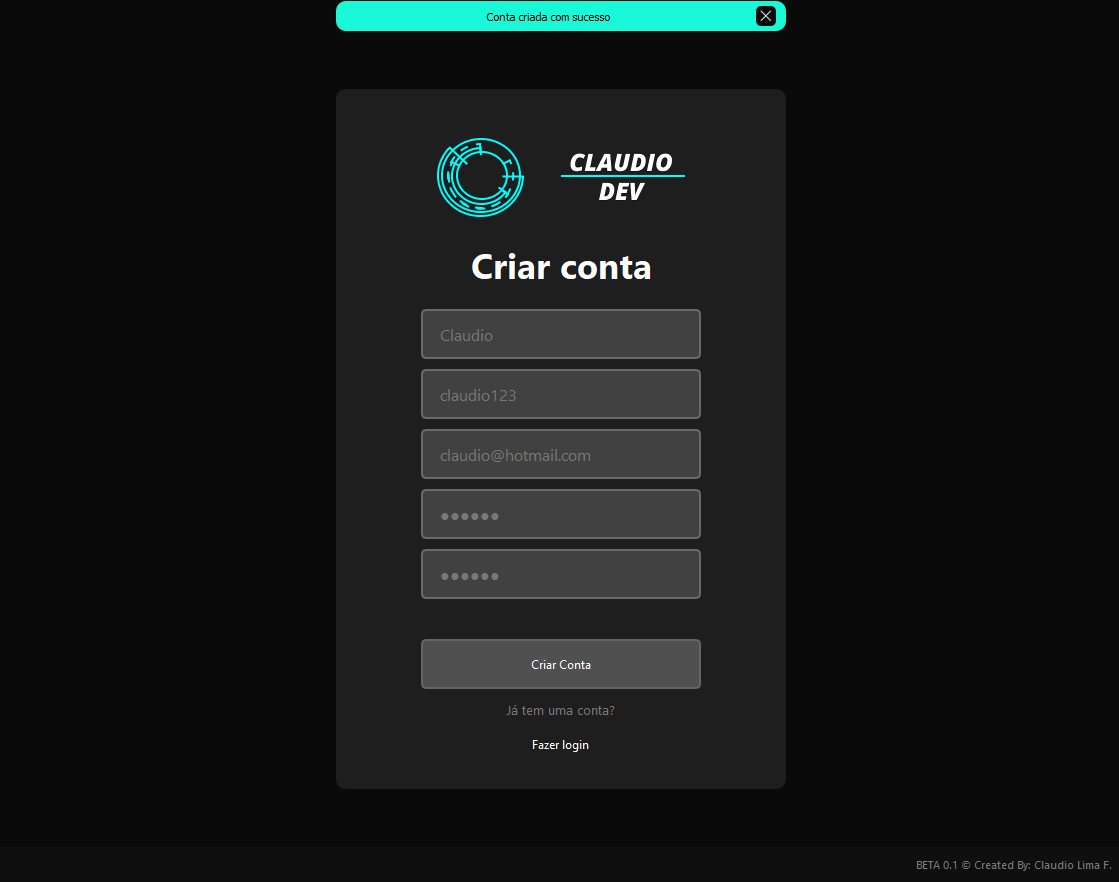 Conta criada com sucesso
CLAUDIO
DEV
Criar conta
Claudio
claudio123
claudio@hotmail.com
●●●●●●
●●●●●●
Criar Conta
Já tem uma conta?
Fazer login
BETA 0.1 © Created By: Claudio Lima F.